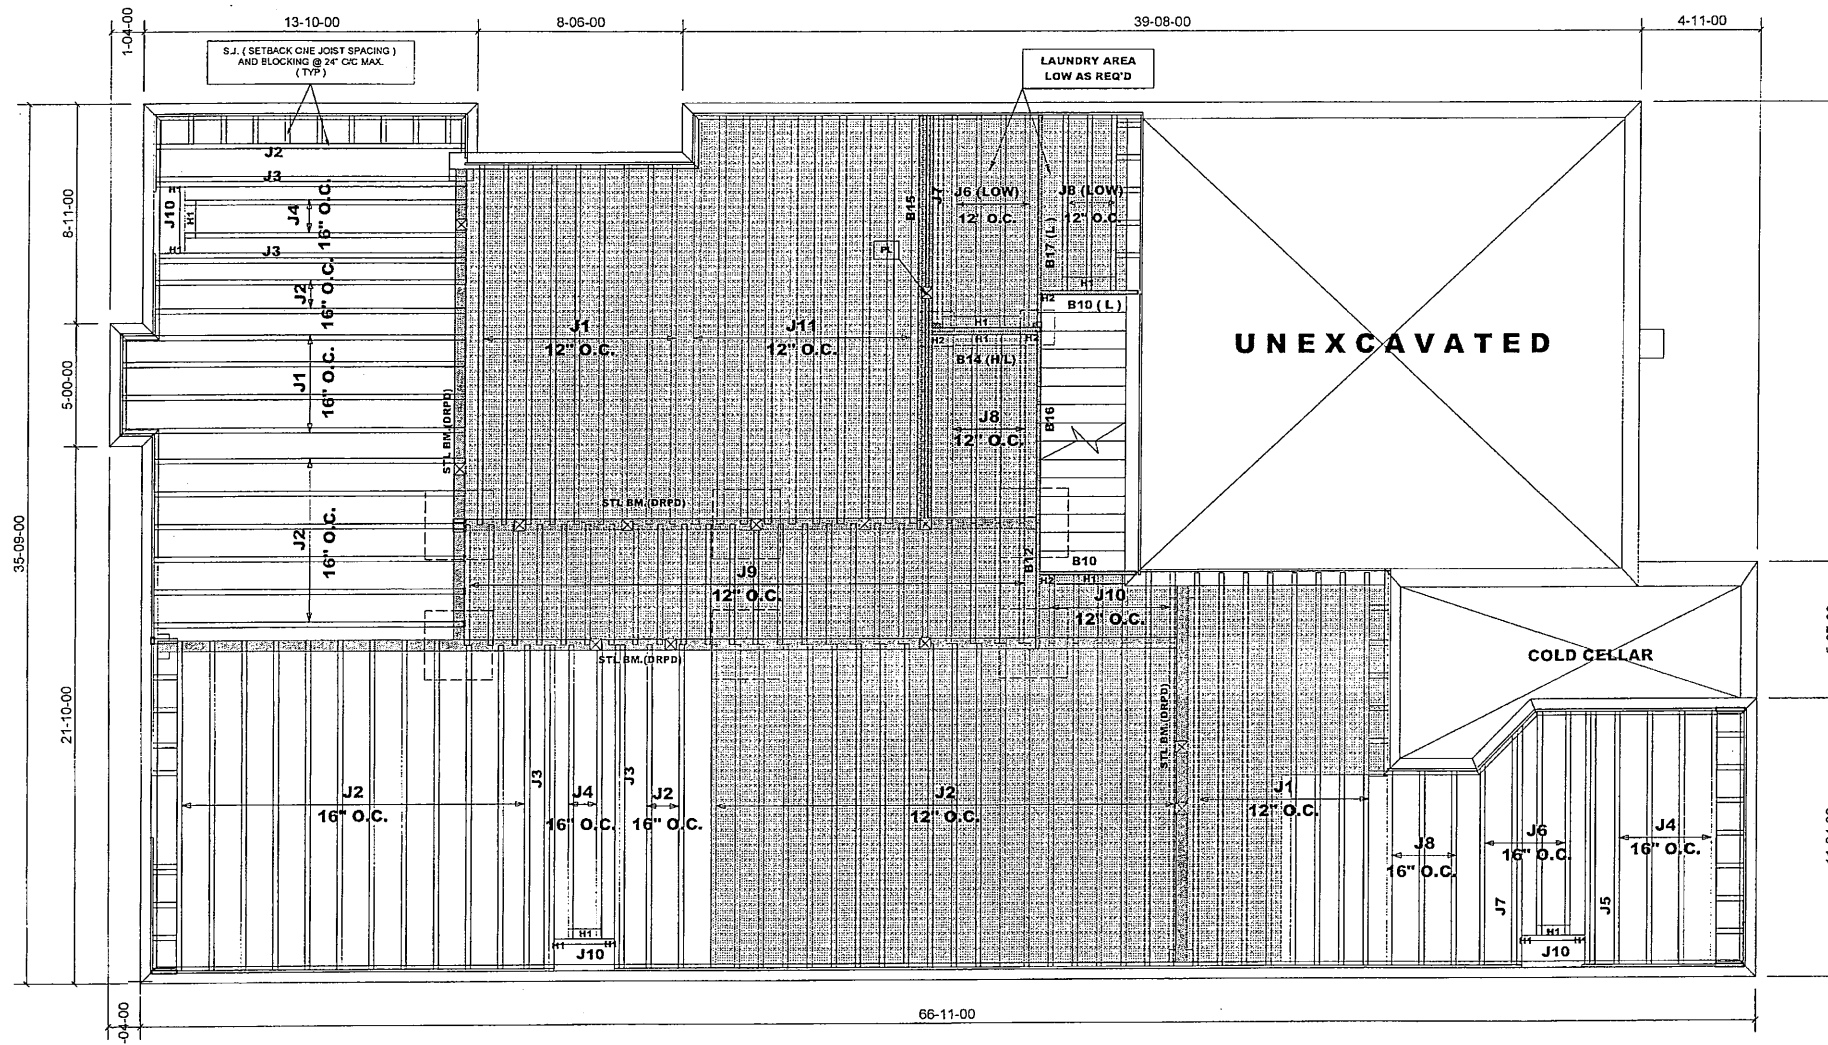 13-10-00
8-06-00
39-08-00
4-11-00
1-04-00
S.J. ( SETBACK ONE JOIST SPACING )
AND BLOCKING @ 24" C/C MAX.
( TYP )
LAUNDRY AREA
LOW AS REQ'D
J2
J3
H1
J10
H1
H1
J4
16" O.C.
J3
J2
16" O.C.
J1
16" O.C.
J2
16" O.C.
STL BM.(DRPD)
8-11-00
5-00-00
35-09-00
21-10-00
J1
12" O.C.
J11
12" O.C.
B15
J7
PL
J6 (LOW)
12" O.C.
J8 (LOW)
12" O.C.
B17 (L)
H1
H2
B10 ( L )
H1
H2
H1
H2
B14 (H/L)
J8
12" O.C.
B16
UNEXCAVATED
STL BM.(DRPD)
J9
12" O.C.
B12
B10
H2
H1
J10
12" O.C.
STL BM.(DRPD)
COLD CELLAR
STL BM.(DRPD)
J2
16" O.C.
J3
J4
16" O.C.
J3
J2
16" O.C.
H1
H1
H1
J10
J2
12" O.C.
J1
12" O.C.
J8
16" O.C.
J6
16" O.C.
J7
J5
J4
16" O.C.
H1
H1
H1
J10
66-11-00
-04-00